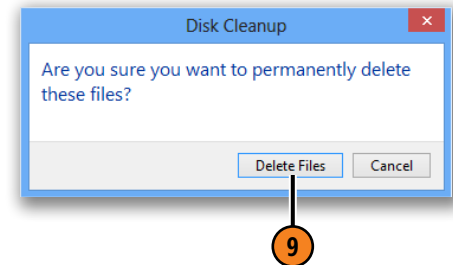 Disk Cleanup
Are you sure you want to permanently delete
these files?
Delete Files Cancel
9